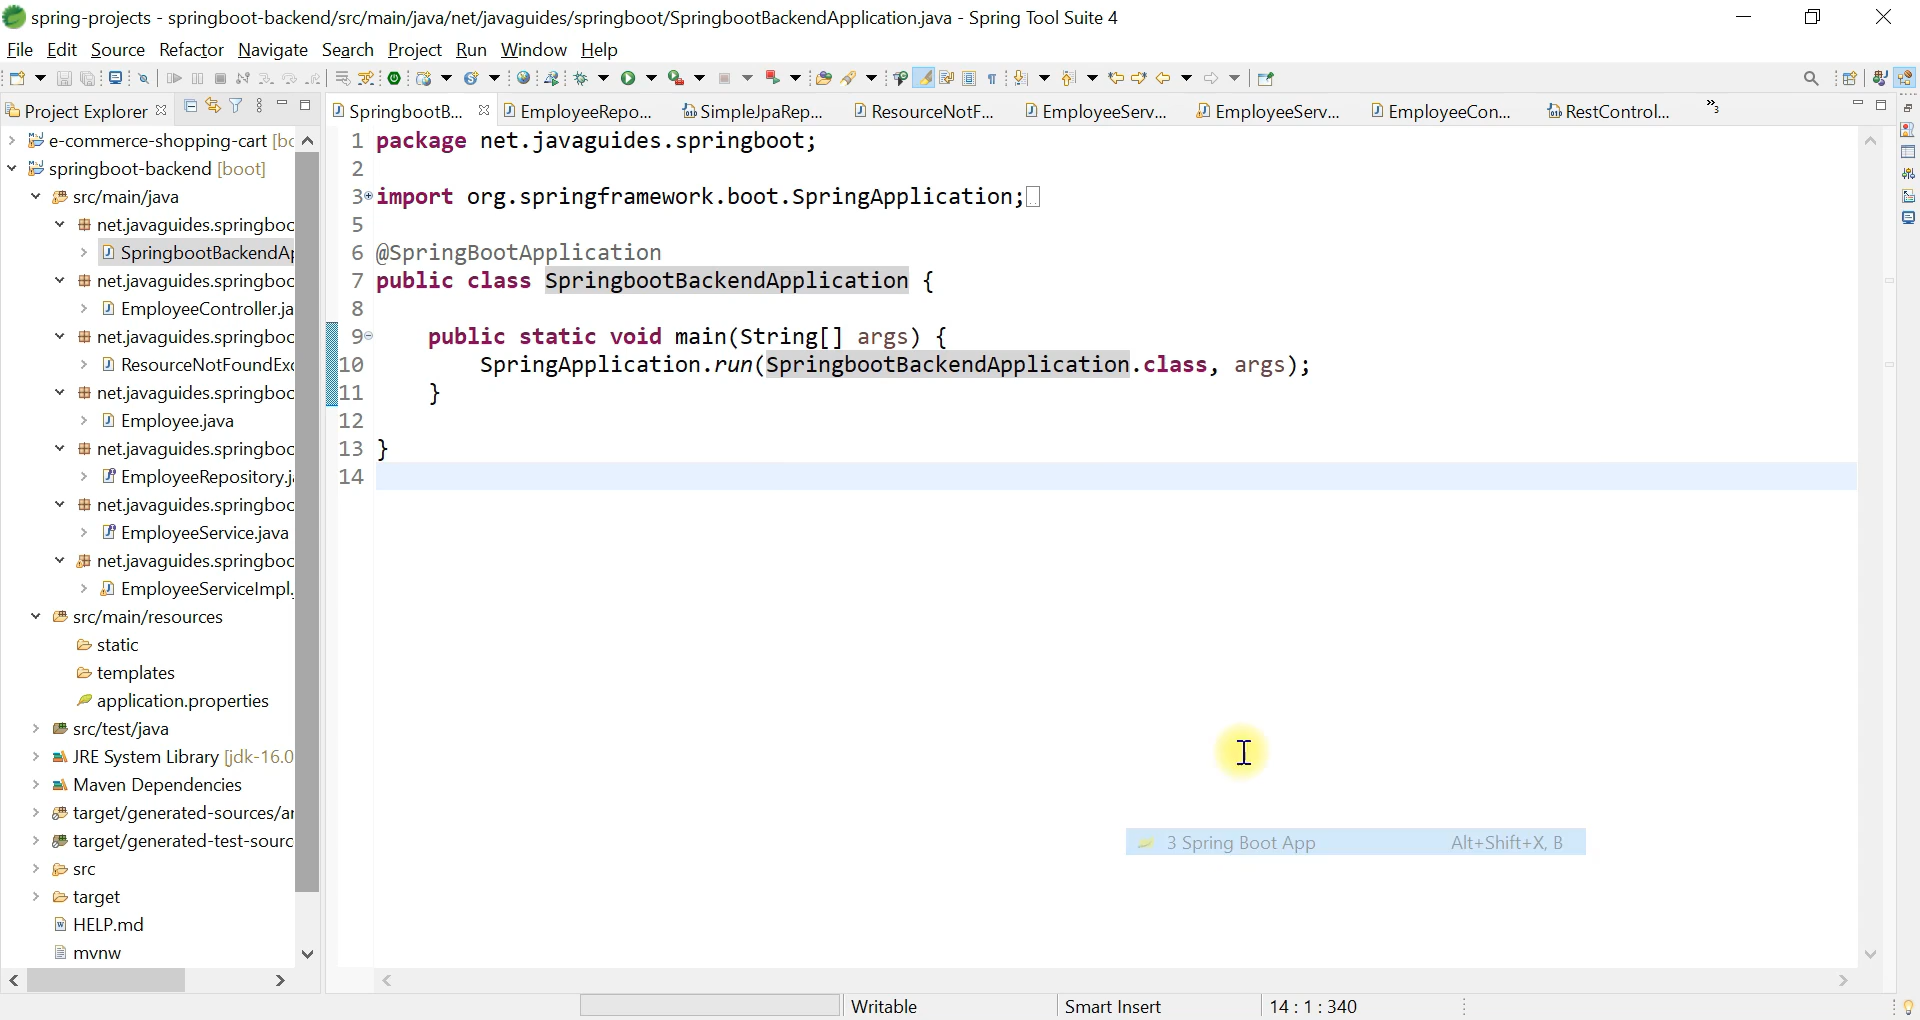 spring-projects - springboot-backend/src/main/java/net/javaguides/springboot/SpringbootBackendApplication.java - Spring Tool Suite 4
File Edit Source Refactor Navigate Search Project Run Window Help
Project Explorer
SpringbootB...
EmployeeRepo...
SimpleJpaRep...
ResourceNotF...
EmployeeServ...
EmployeeServ...
EmployeeCon...
RestControl...
»3
e-commerce-shopping-cart [bo
springboot-backend [boot]
src/main/java
net.javaguides.springboo
SpringbootBackendAp
net.javaguides.springboo
EmployeeController.ja
net.javaguides.springboo
ResourceNotFoundExc
net.javaguides.springboo
Employee.java
net.javaguides.springboo
EmployeeRepository.j
net.javaguides.springboo
EmployeeService.java
net.javaguides.springboo
EmployeeServiceImpl.
src/main/resources
static
templates
application.properties
src/test/java
JRE System Library [jdk-16.0
Maven Dependencies
target/generated-sources/an
target/generated-test-sourc
src
target
HELP.md
mvnw
1 package net.javaguides.springboot;
2
3 import org.springframework.boot.SpringApplication;
5
6 @SpringBootApplication
7 public class SpringbootBackendApplication {
8
9 public static void main(String[] args) {
10 SpringApplication.run(SpringbootBackendApplication.class, args);
11 }
12
13 }
14
3 Spring Boot App Alt+Shift+X, B
Writable
Smart Insert
14 : 1 : 340